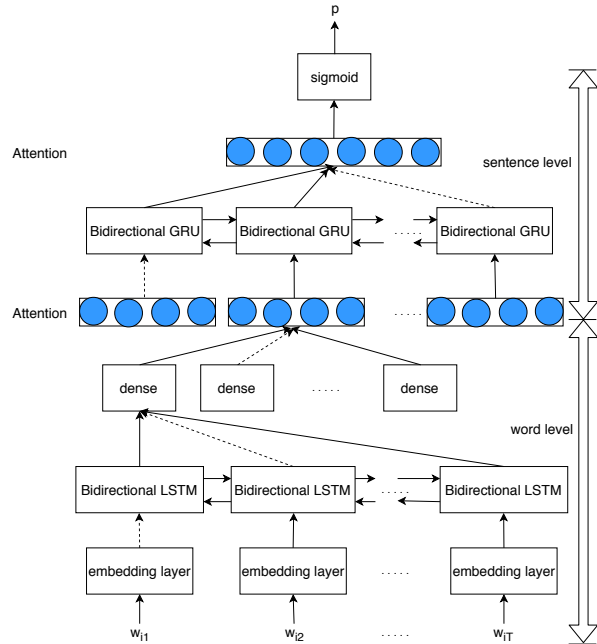 p
sigmoid
Attention
sentence level
Bidirectional GRU
Bidirectional GRU
.....
Bidirectional GRU
Attention
.....
dense
dense
.....
dense
word level
Bidirectional LSTM
Bidirectional LSTM
.....
Bidirectional LSTM
embedding layer
embedding layer
.....
embedding layer
wi1
wi2
.....
wiT